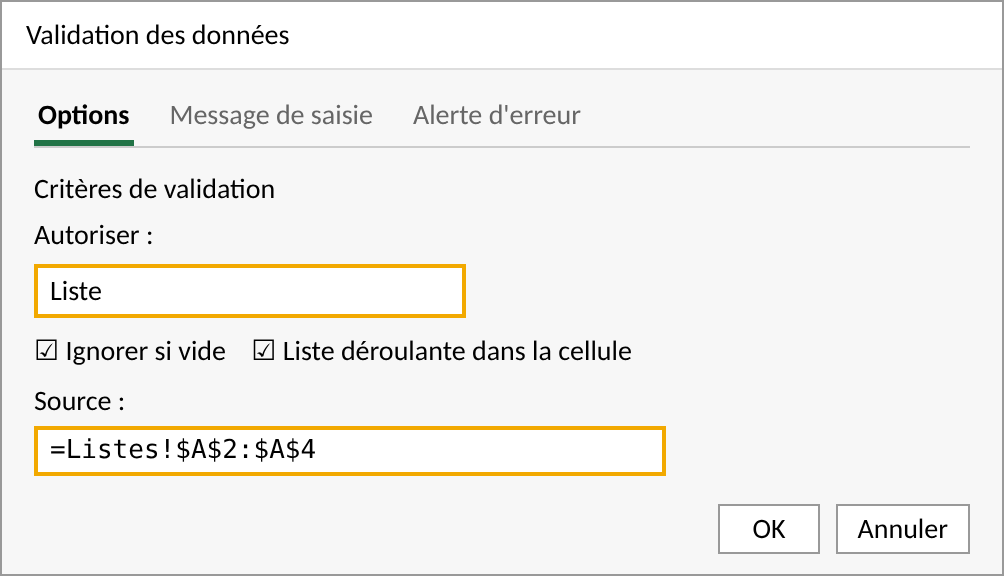 Validation des données
Options Message de saisie Alerte d'erreur
Critères de validation
Autoriser :
Liste
☑ Ignorer si vide ☑ Liste déroulante dans la cellule
Source :
=Listes!$A$2:$A$4
OK Annuler